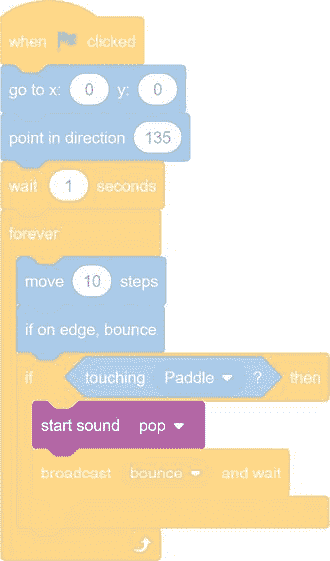 when clicked
go to x: 0 y: 0
point in direction 135
wait 1 seconds
forever
move 10 steps
if on edge, bounce
if touching Paddle ? then
start sound pop
broadcast bounce and wait